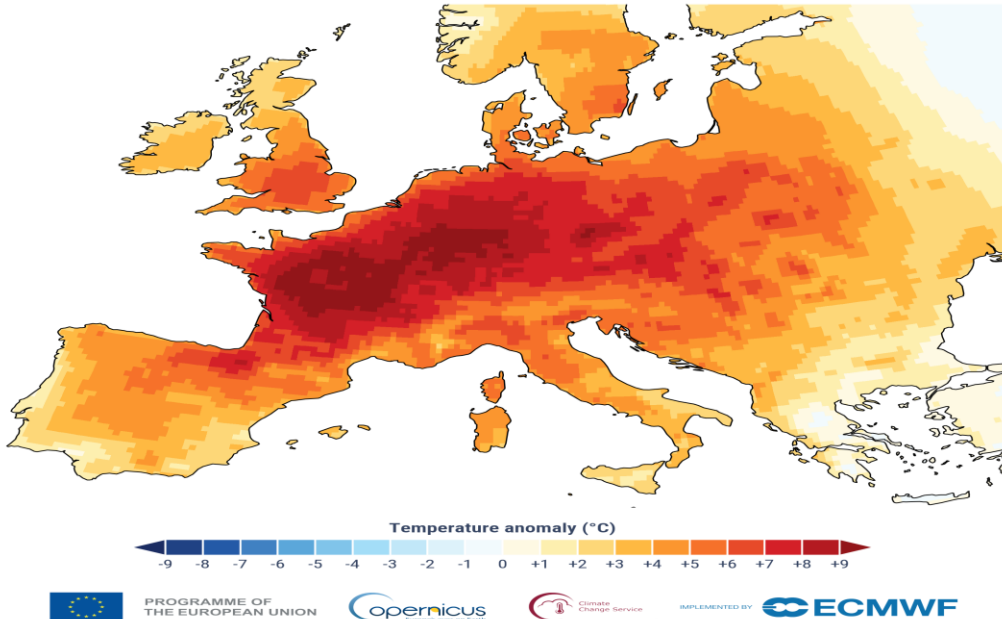 Temperature anomaly (°C)
-9 -8 -7 -6 -5 -4 -3 -2 -1 0 +1 +2 +3 +4 +5 +6 +7 +8 +9
PROGRAMME OF
THE EUROPEAN UNION
opernicus
Climate
Change Service
IMPLEMENTED BY
ECMWF